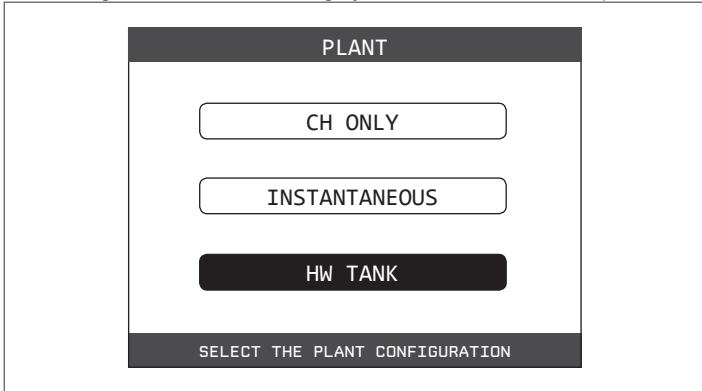 PLANT
CH ONLY
INSTANTANEOUS
HW TANK
SELECT THE PLANT CONFIGURATION